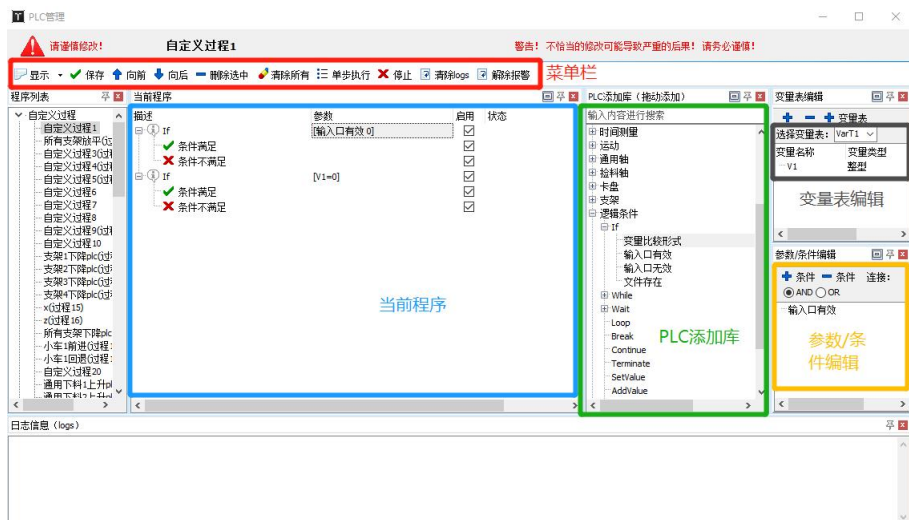 PLC管理
请谨慎修改!
自定义过程1
警告! 不恰当的修改可能导致严重的后果! 请务必谨慎!
显示 保存 向前 向后 删除选中 清除所有 单步执行 停止 清除logs 解除报警
菜单栏
程序列表
自定义过程
自定义过程1
所有支架放平(过
自定义过程3(过
自定义过程4(过
自定义过程5(过
自定义过程6
自定义过程7
自定义过程8
自定义过程9(过
自定义过程10
支架1下降plc(过
支架2下降plc(过
支架3下降plc(过
支架4下降plc(过
x(过程15)
z(过程16)
所有支架下降plc
小车1前进(过程
小车1回退(过程
自定义过程20
通用下料1上升pl
当前程序
描述 参数 启用 状态
If [输入口有效 0]
条件满足
条件不满足
If [V1=0]
条件满足
条件不满足
当前程序
PLC添加库 (拖动添加)
输入内容进行搜索
时间测量
运动
通用轴
捡料轴
卡盘
支架
逻辑条件
If
变量比较形式
输入口有效
输入口无效
文件存在
While
Wait
Loop
Break
Continue
Terminate
SetValue
AddValue
PLC添加库
变量表编辑
变量表
选择变量表: VarT1
变量名称 变量类型
V1 整型
变量表编辑
参数/条件编辑
条件 条件 连接:
AND OR
输入口有效
参数/条
件编辑
日志信息 (logs)